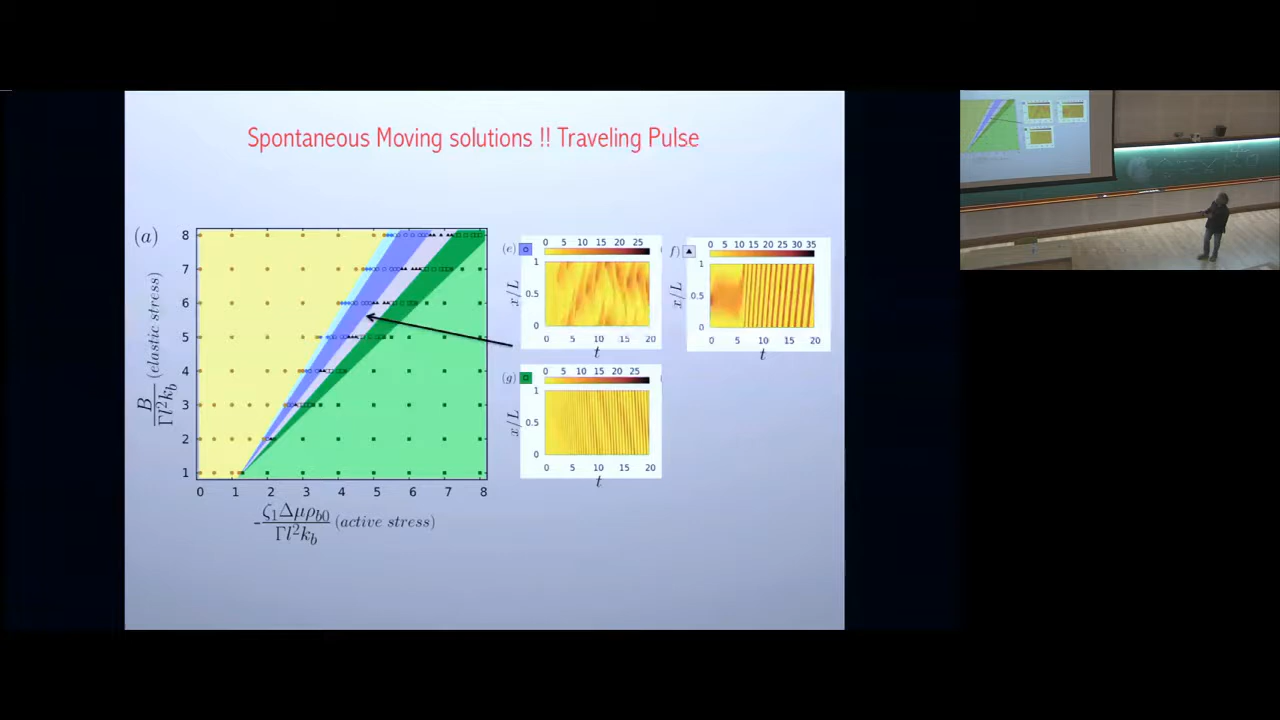 Spontaneous Moving solutions !! Traveling Pulse
(a)
8
7
6
5
4
3
2
1
0 1 2 3 4 5 6 7 8
B/Γl²k_b (elastic stress)
-ζ₁Δμρ_b0/Γl²k_b (active stress)
(e)
0 5 10 15 20 25
1
0.5
0
x/L
0 5 10 15 20
t
f)
0 5 10 15 20 25 30 35
1
0.5
0
x/L
0 5 10 15 20
t
(g)
0 5 10 15 20 25
1
0.5
0
x/L
0 5 10 15 20
t